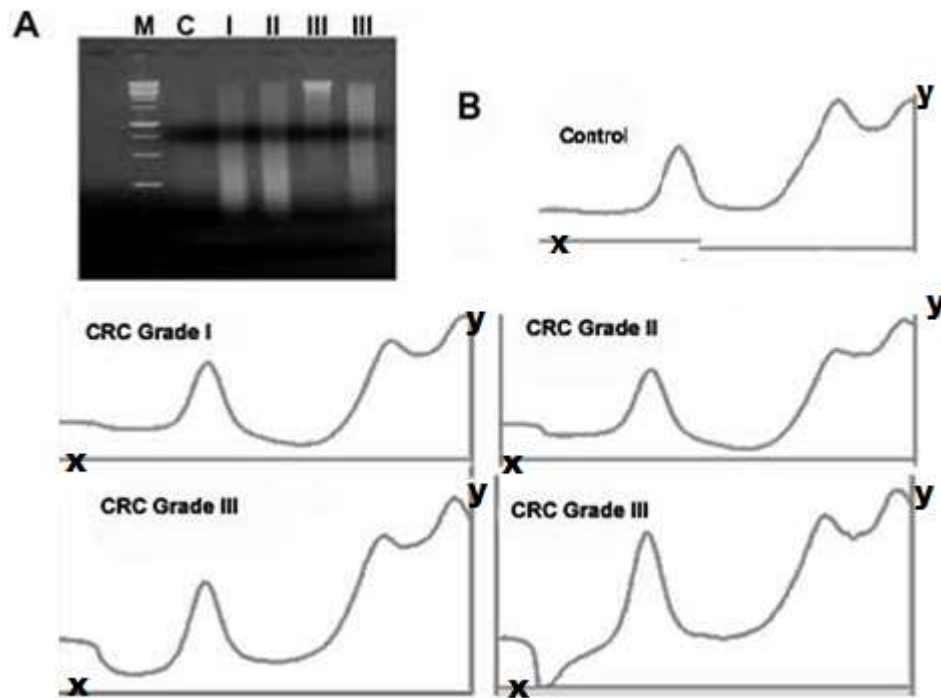 A
M C I II III III
B
y
Control
x
CRC Grade I
y
x
CRC Grade II
y
x
CRC Grade III
y
x
CRC Grade III
y
x